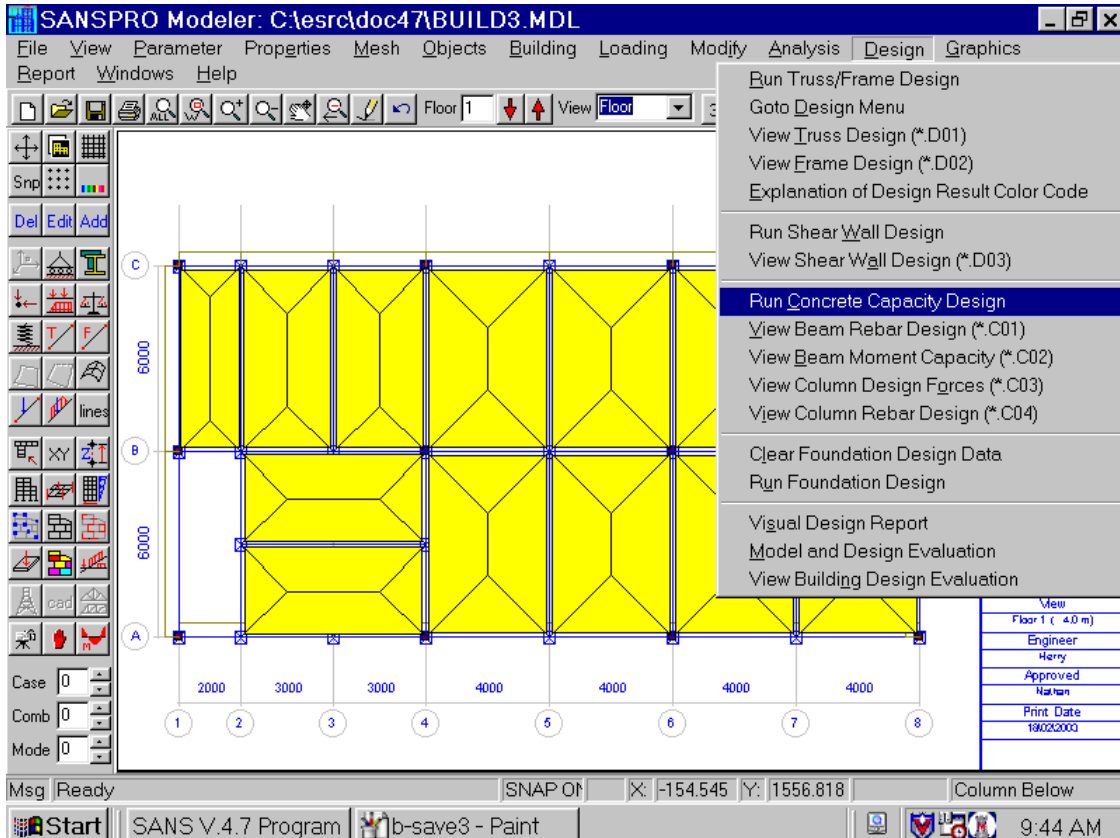 SANSPRO Modeler: C:\esrc\doc47\BUILD3.MDL
File View Parameter Properties Mesh Objects Building Loading Modify Analysis Design Graphics
Report Windows Help
ALL Floor 1 View Floor 3
Run Truss/Frame Design
Goto Design Menu
View Truss Design (*.D01)
View Frame Design (*.D02)
Explanation of Design Result Color Code
Run Shear Wall Design
View Shear Wall Design (*.D03)
Run Concrete Capacity Design
View Beam Rebar Design (*.C01)
View Beam Moment Capacity (*.C02)
View Column Design Forces (*.C03)
View Column Rebar Design (*.C04)
Clear Foundation Design Data
Run Foundation Design
Visual Design Report
Model and Design Evaluation
View Building Design Evaluation
Snp
Del Edit Add
T F
lines
XY Z
cad
M
Case 0
Comb 0
Mode 0
C
6000
B
6000
A
2000 3000 3000 4000 4000 4000 4000
1 2 3 4 5 6 7 8
View
Floor 1 ( 4.0 m)
Engineer
Herry
Approved
Nathan
Print Date
18/02/2003
Msg Ready SNAP ON X: -154.545 Y: 1556.818 Column Below
Start SANS V.4.7 Program b-save3 - Paint 9:44 AM